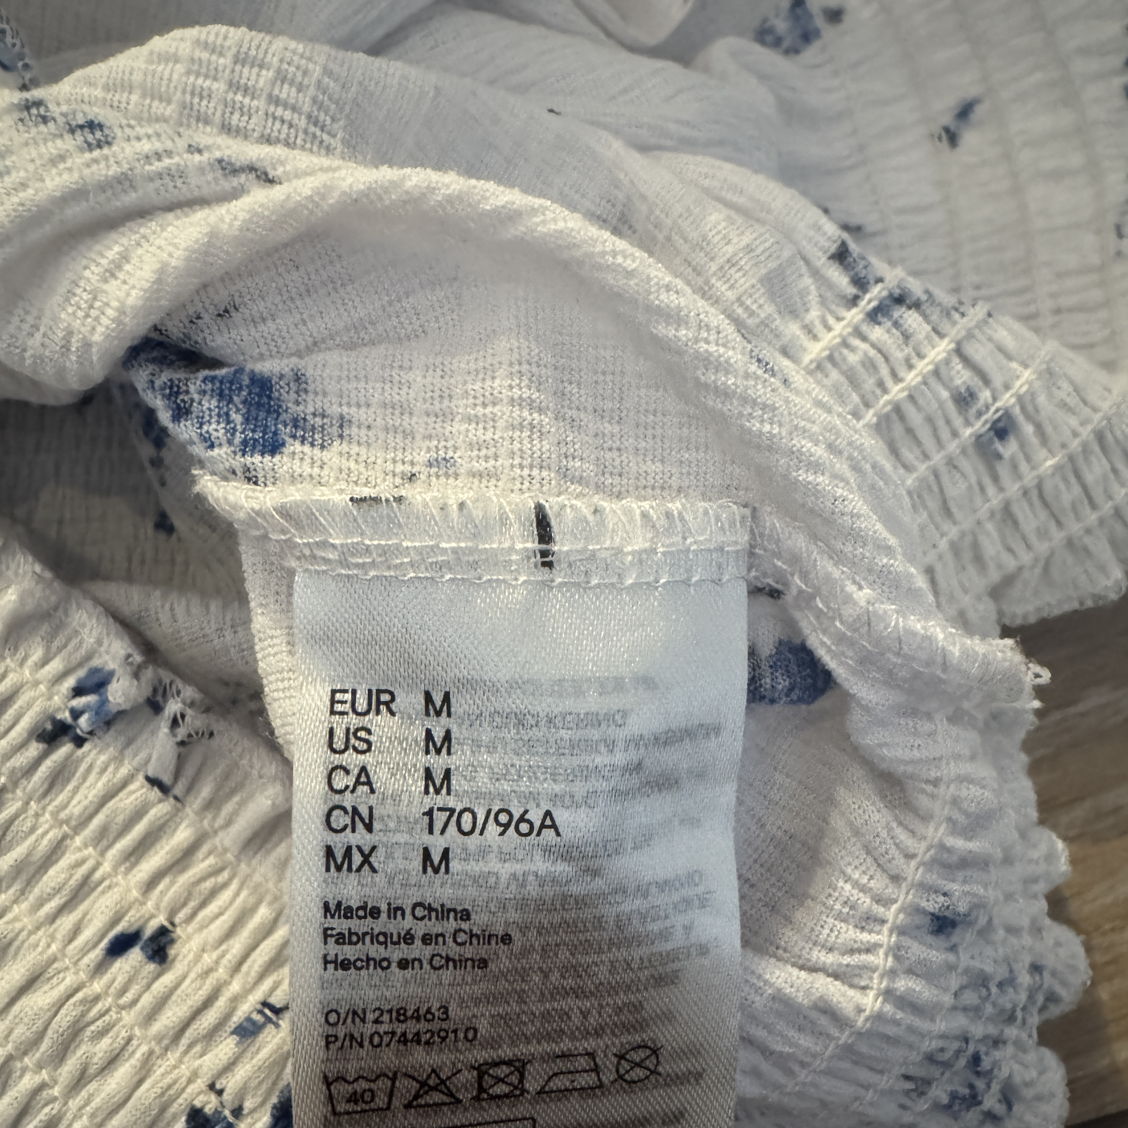 EUR M
US M
CA M
CN 170/96A
MX M
Made in China
Fabriqué en Chine
Hecho en China
O/N 218463
P/N 07442910
40